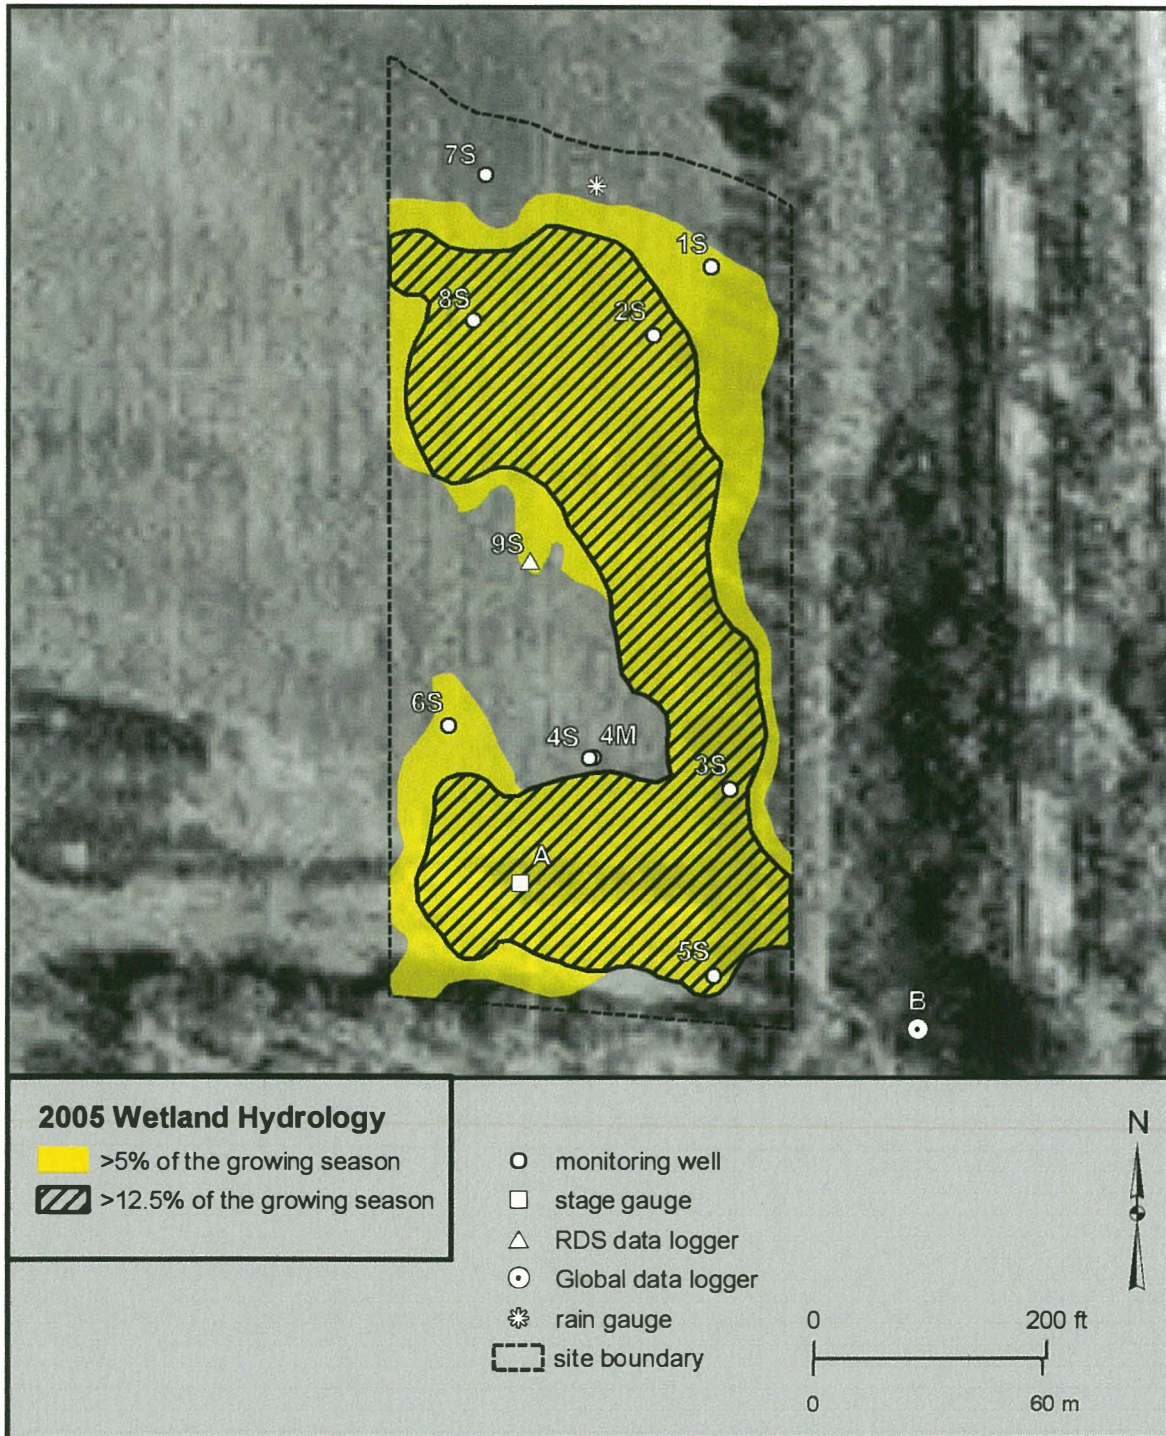 7S
1S
8S
2S
9S
6S
4S 4M
3S
A
5S
B
2005 Wetland Hydrology
>5% of the growing season
>12.5% of the growing season
monitoring well
stage gauge
RDS data logger
Global data logger
rain gauge
site boundary
N
0 200 ft
0 60 m